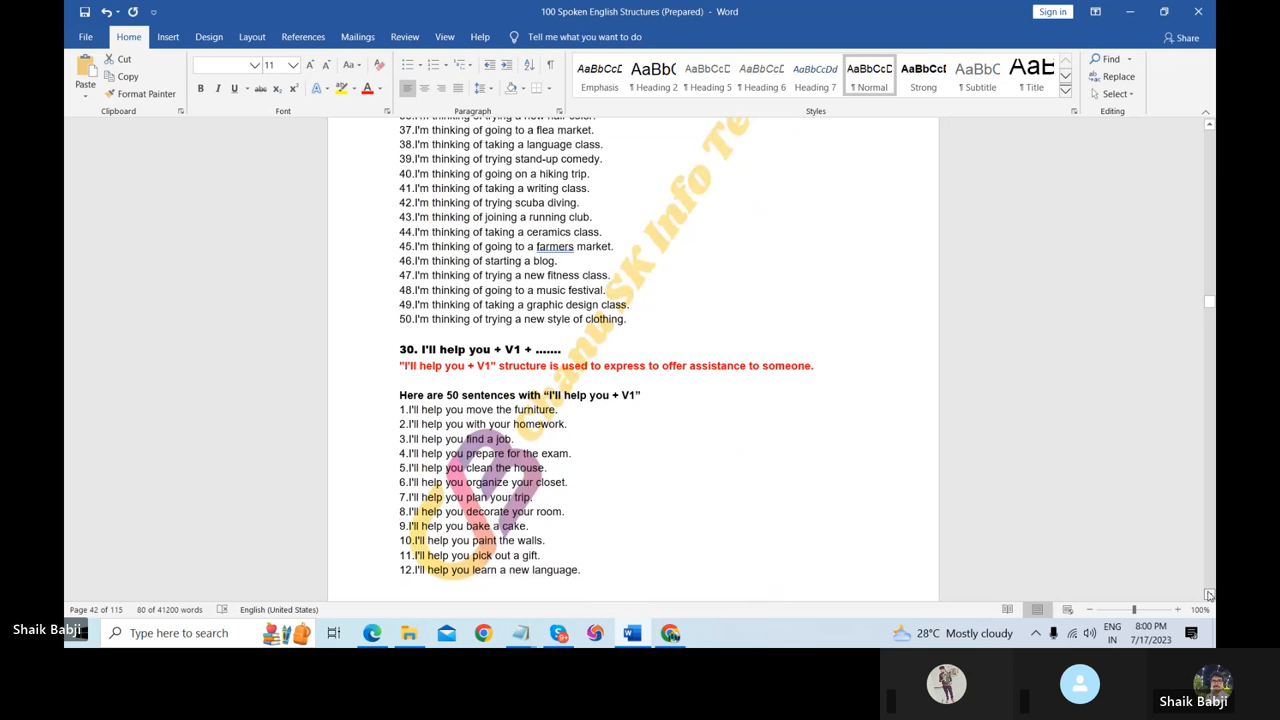 100 Spoken English Structures (Prepared) - Word
Sign in
File Home Insert Design Layout References Mailings Review View Help Tell me what you want to do Share
Paste
Cut
Copy
Format Painter
Clipboard
11
Font
Paragraph
AaBbCcD Emphasis
AaBbC ¶ Heading 2
AaBbCcD ¶ Heading 5
AaBbCcD ¶ Heading 6
AaBbCcDd Heading 7
AaBbCcD ¶ Normal
AaBbCcI Strong
AaBbCcD ¶ Subtitle
AaB ¶ Title
Styles
Find
Replace
Select
Editing
37.I'm thinking of going to a flea market.
38.I'm thinking of taking a language class.
39.I'm thinking of trying stand-up comedy.
40.I'm thinking of going on a hiking trip.
41.I'm thinking of taking a writing class.
42.I'm thinking of trying scuba diving.
43.I'm thinking of joining a running club.
44.I'm thinking of taking a ceramics class.
45.I'm thinking of going to a farmers market.
46.I'm thinking of starting a blog.
47.I'm thinking of trying a new fitness class.
48.I'm thinking of going to a music festival.
49.I'm thinking of taking a graphic design class.
50.I'm thinking of trying a new style of clothing.
30. I'll help you + V1 + .......
"I'll help you + V1" structure is used to express to offer assistance to someone.
Here are 50 sentences with “I'll help you + V1”
1.I'll help you move the furniture.
2.I'll help you with your homework.
3.I'll help you find a job.
4.I'll help you prepare for the exam.
5.I'll help you clean the house.
6.I'll help you organize your closet.
7.I'll help you plan your trip.
8.I'll help you decorate your room.
9.I'll help you bake a cake.
10.I'll help you paint the walls.
11.I'll help you pick out a gift.
12.I'll help you learn a new language.
Chanu SK Info Te
Page 42 of 115 80 of 41200 words English (United States) 100%
Shaik Babji
Type here to search
28°C Mostly cloudy
ENG
IN
8:00 PM
7/17/2023
Shaik Babji